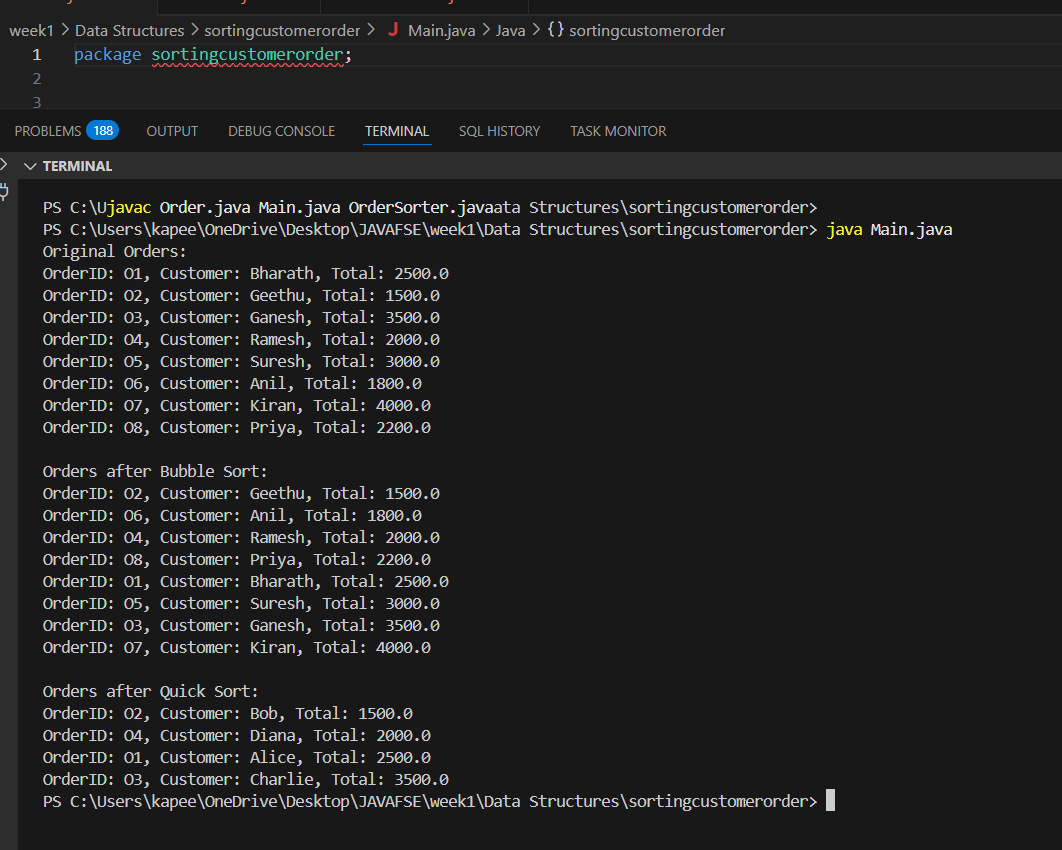 week1 > Data Structures > sortingcustomerorder > J Main.java > Java > {} sortingcustomerorder
1 package sortingcustomerorder;
2
3
PROBLEMS 188 OUTPUT DEBUG CONSOLE TERMINAL SQL HISTORY TASK MONITOR
TERMINAL
PS C:\Ujavac Order.java Main.java OrderSorter.javaata Structures\sortingcustomerorder>
PS C:\Users\kapee\OneDrive\Desktop\JAVAFSE\week1\Data Structures\sortingcustomerorder> java Main.java
Original Orders:
OrderID: O1, Customer: Bharath, Total: 2500.0
OrderID: O2, Customer: Geethu, Total: 1500.0
OrderID: O3, Customer: Ganesh, Total: 3500.0
OrderID: O4, Customer: Ramesh, Total: 2000.0
OrderID: O5, Customer: Suresh, Total: 3000.0
OrderID: O6, Customer: Anil, Total: 1800.0
OrderID: O7, Customer: Kiran, Total: 4000.0
OrderID: O8, Customer: Priya, Total: 2200.0
Orders after Bubble Sort:
OrderID: O2, Customer: Geethu, Total: 1500.0
OrderID: O6, Customer: Anil, Total: 1800.0
OrderID: O4, Customer: Ramesh, Total: 2000.0
OrderID: O8, Customer: Priya, Total: 2200.0
OrderID: O1, Customer: Bharath, Total: 2500.0
OrderID: O5, Customer: Suresh, Total: 3000.0
OrderID: O3, Customer: Ganesh, Total: 3500.0
OrderID: O7, Customer: Kiran, Total: 4000.0
Orders after Quick Sort:
OrderID: O2, Customer: Bob, Total: 1500.0
OrderID: O4, Customer: Diana, Total: 2000.0
OrderID: O1, Customer: Alice, Total: 2500.0
OrderID: O3, Customer: Charlie, Total: 3500.0
PS C:\Users\kapee\OneDrive\Desktop\JAVAFSE\week1\Data Structures\sortingcustomerorder>